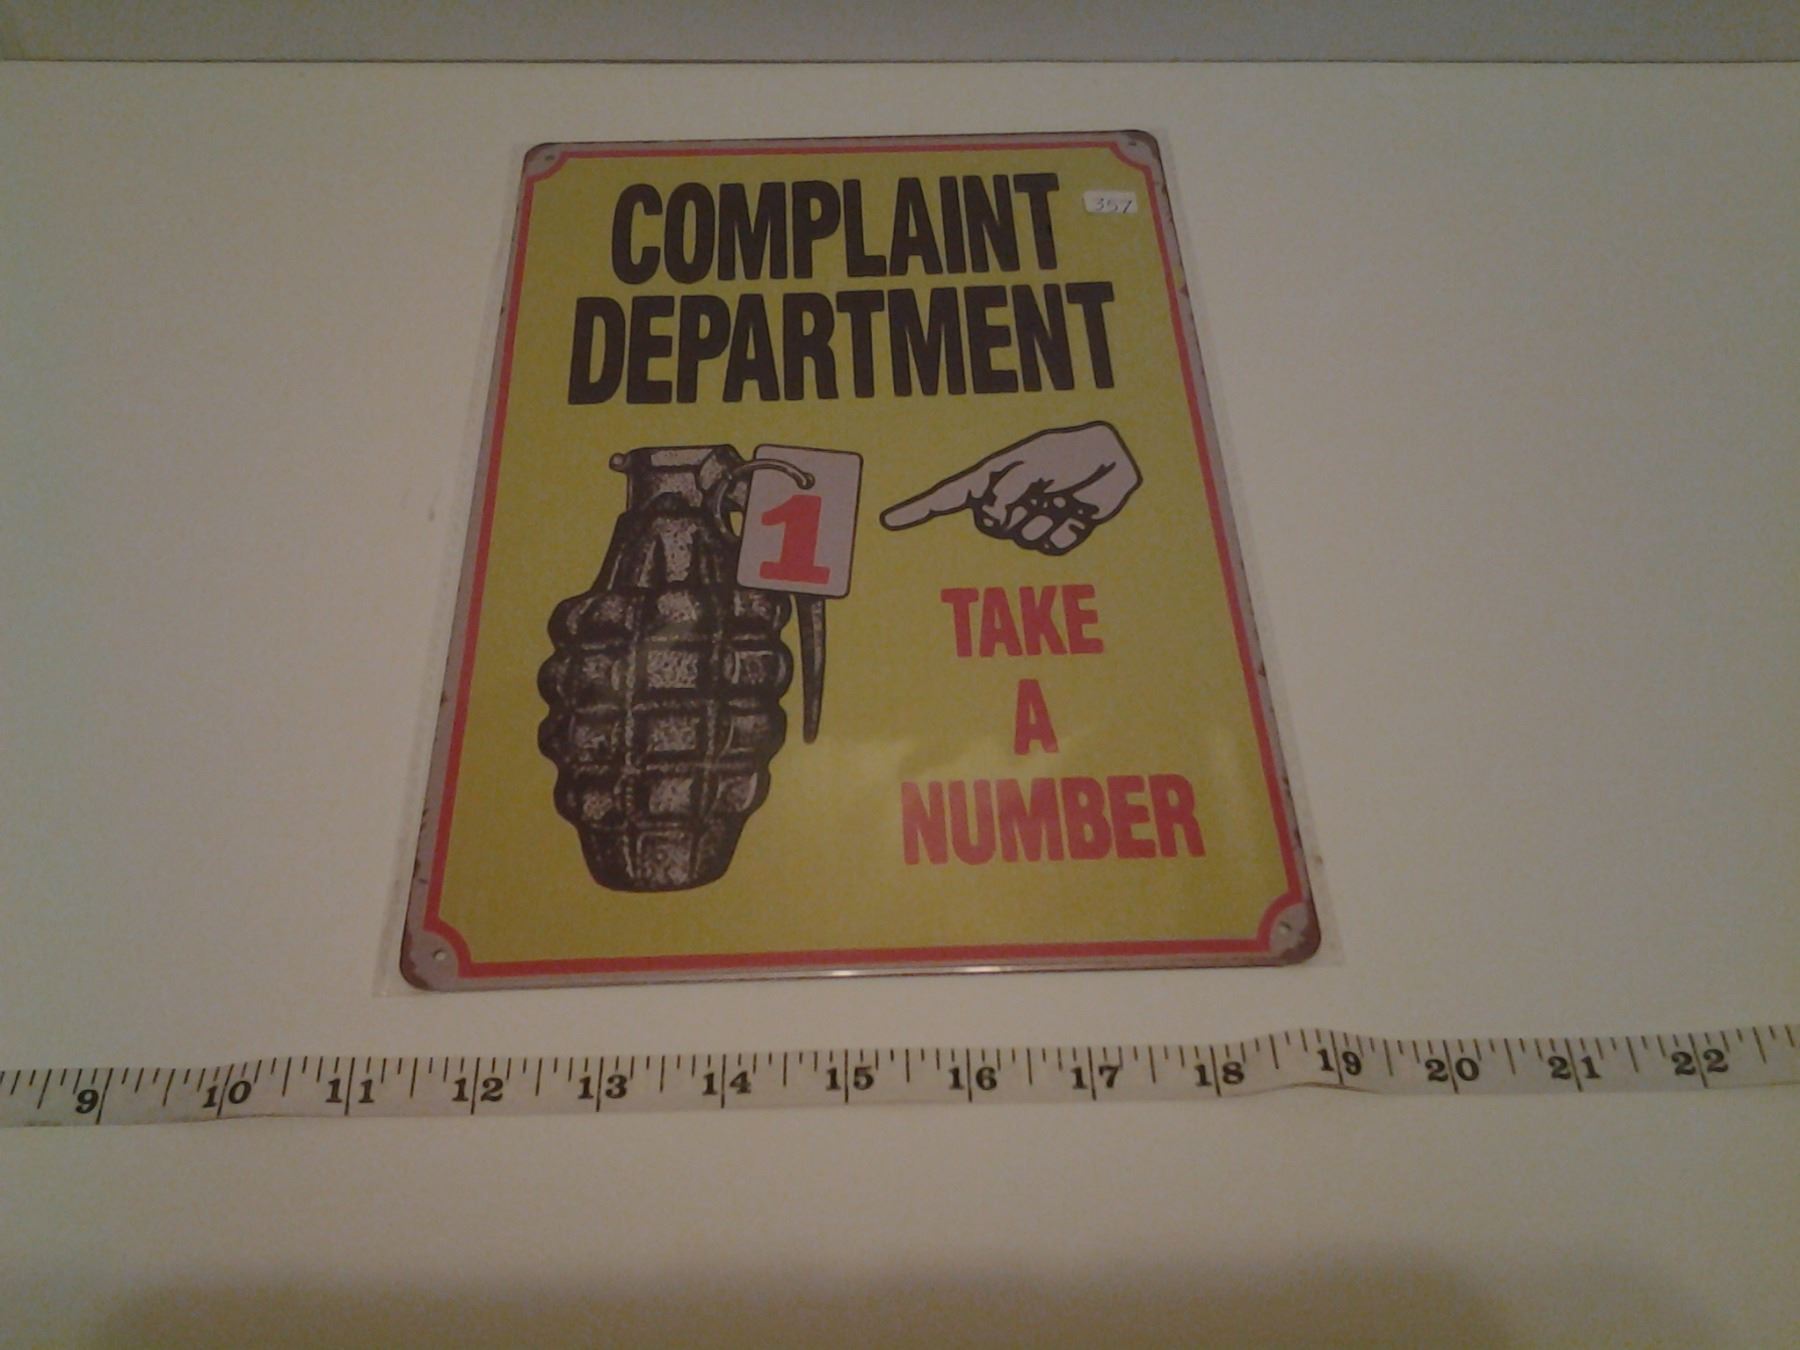 COMPLAINT
357
DEPARTMENT
1
TAKE
A
NUMBER
9 10 11 12 13 14 15 16 17 18 19 20 21 22